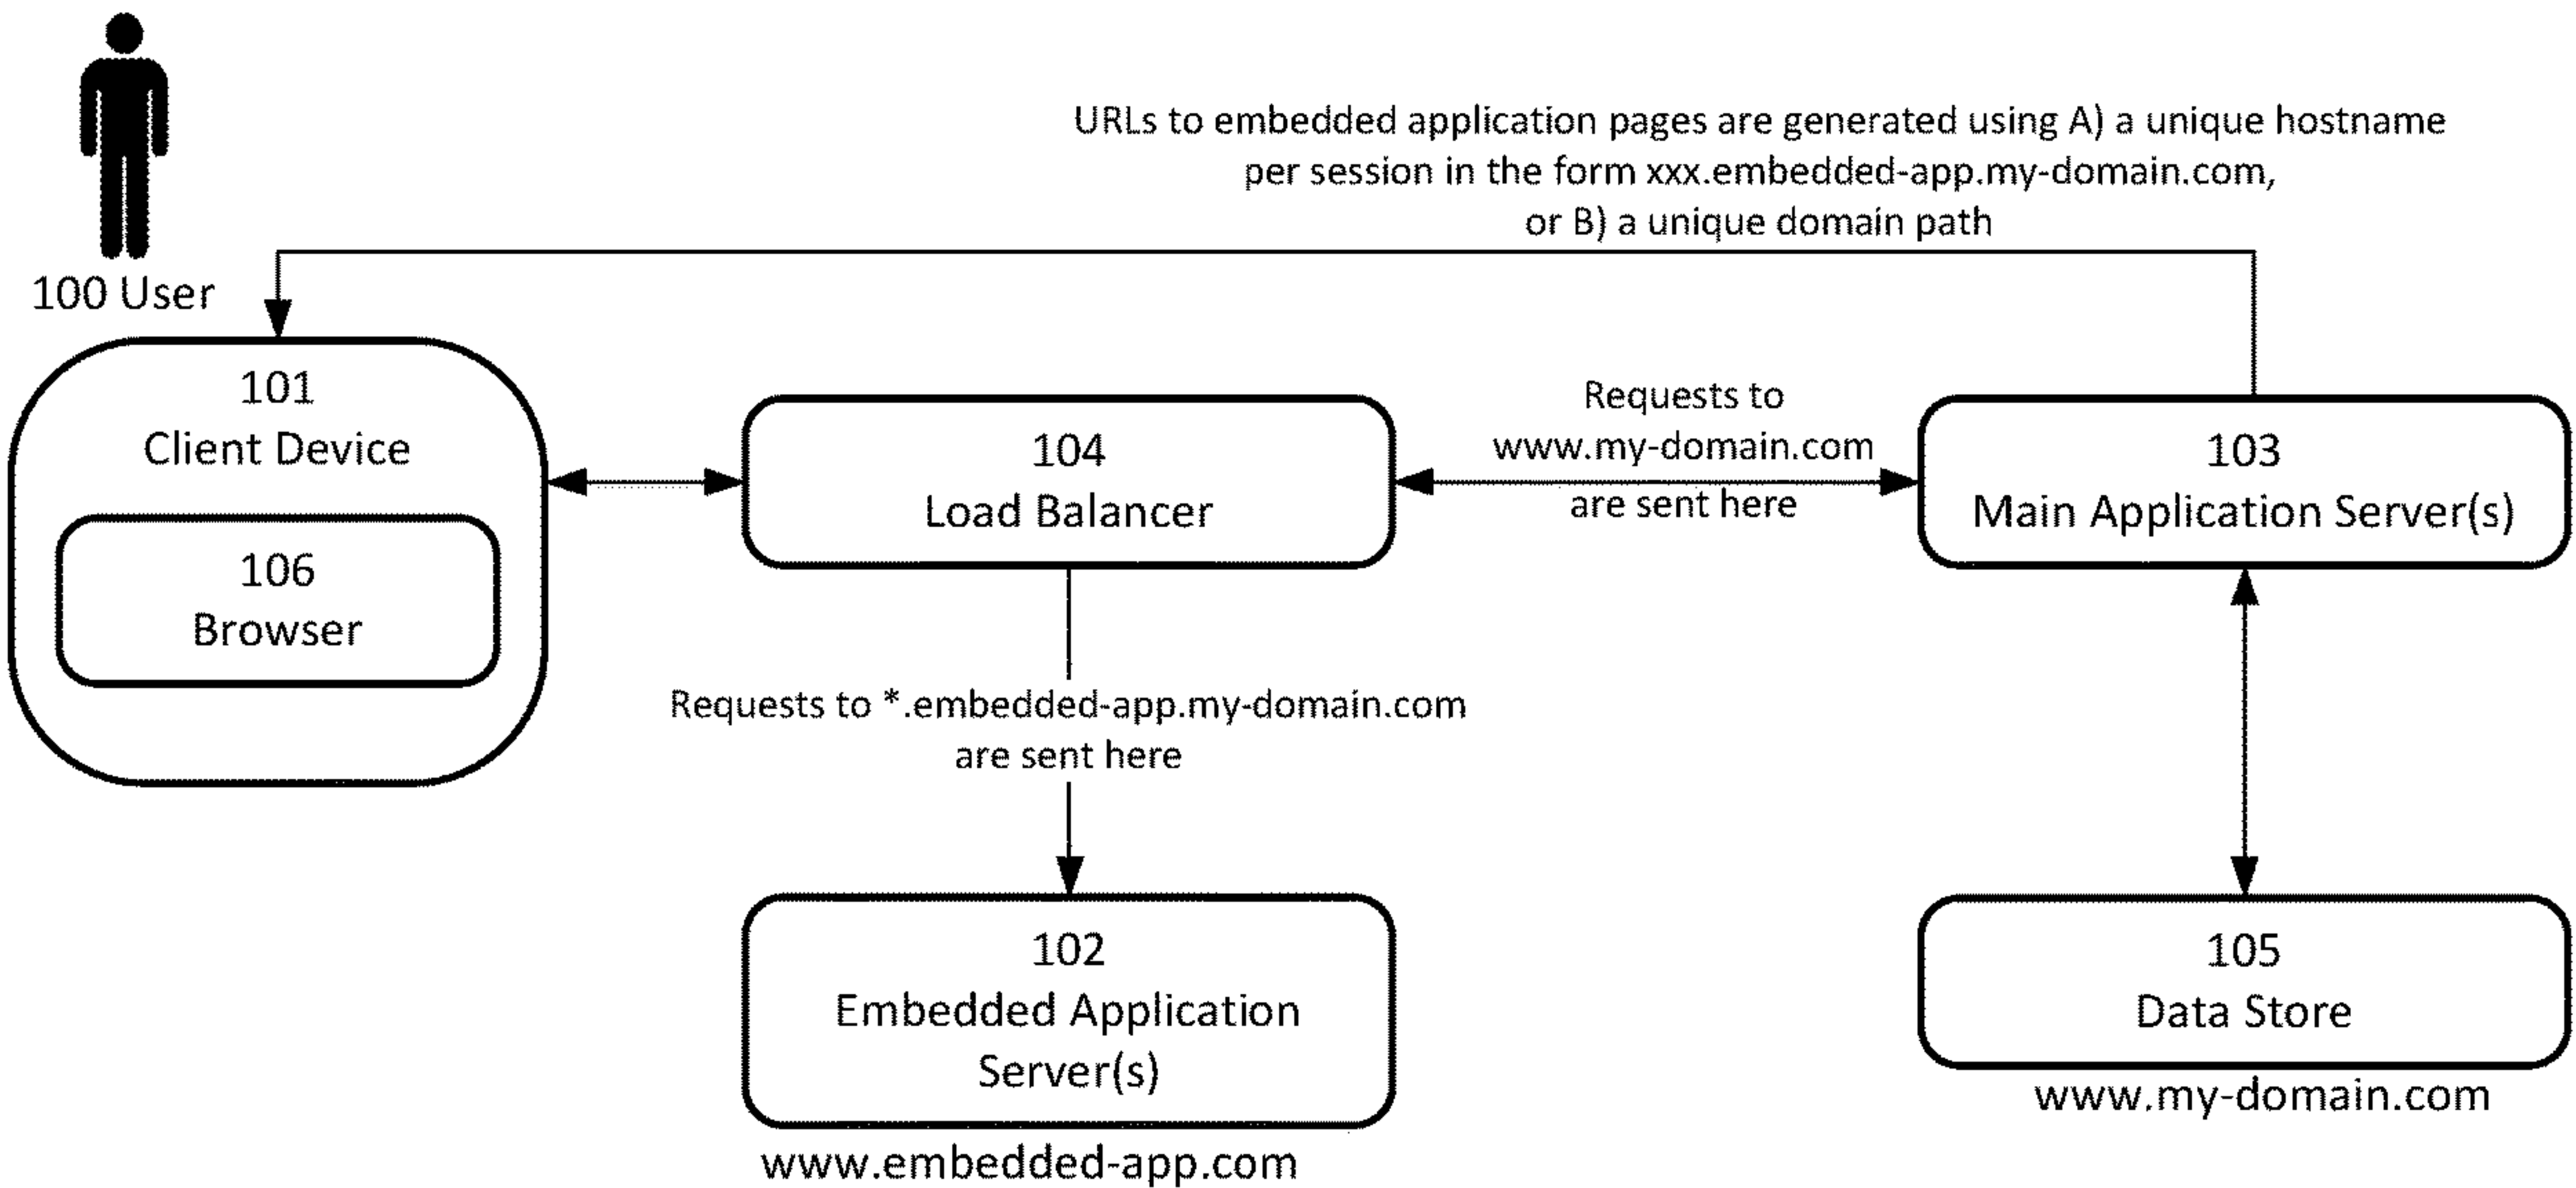 URLs to embedded application pages are generated using A) a unique hostname
per session in the form xxx.embedded-app.my-domain.com,
or B) a unique domain path
100 User
101
Client Device
106
Browser
104
Load Balancer
Requests to
www.my-domain.com
are sent here
103
Main Application Server(s)
Requests to *.embedded-app.my-domain.com
are sent here
102
Embedded Application
Server(s)
www.embedded-app.com
105
Data Store
www.my-domain.com